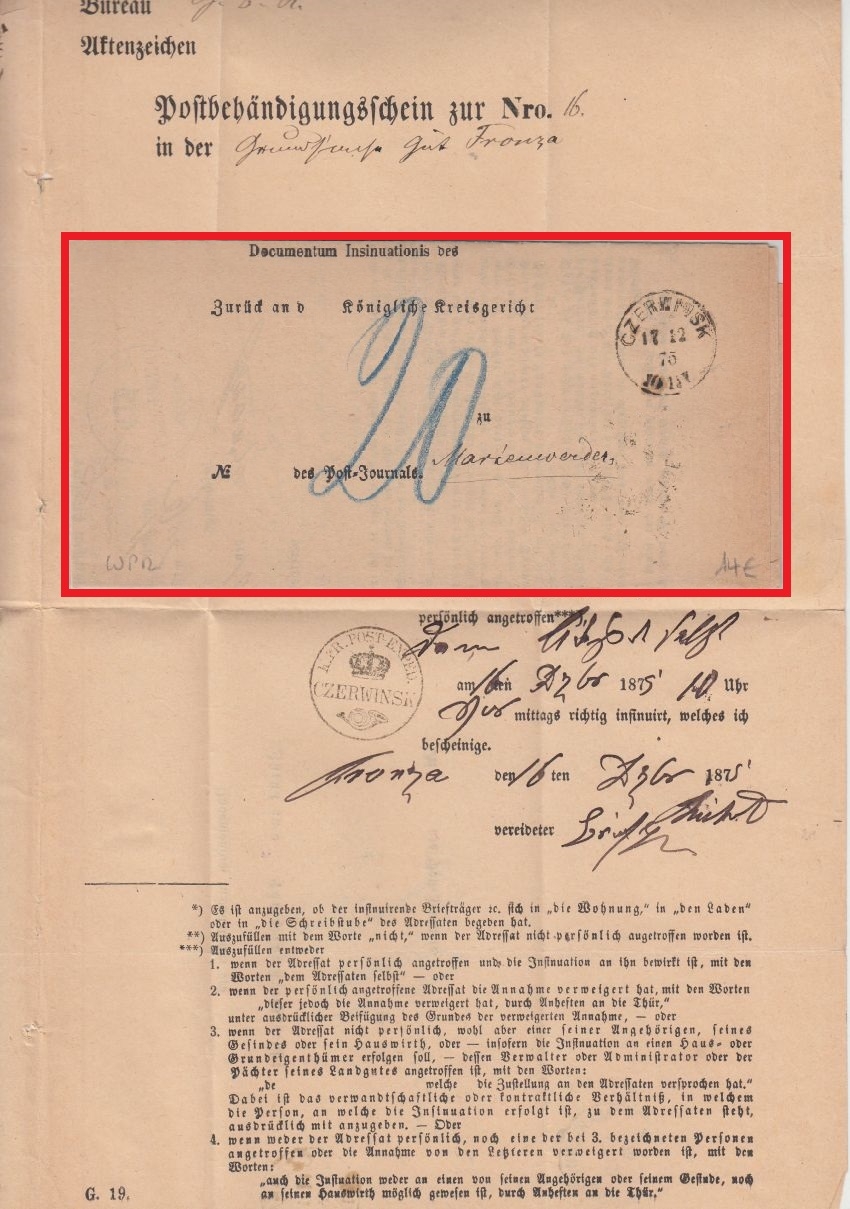 Bureau
Aktenzeichen
Postbehändigungsschein zur Nro. 16.
in der Grundsache Gut Fronza
Documentum Insinuationis des
Zurück an d Königliche Kreisgericht
CZERWINSK
17 12
75
20
zu
Marienwerder,
№ des Post-Journals.
WPR
14€
persönlich angetroffen***
dem selbst
K. PR. POST-EXPED.
CZERWINSK
am 16 ten Dzbr 1875 10 Uhr
Vor mittags richtig insinuirt, welches ich
bescheinige.
Fronza den 16 ten Dzbr 1875
vereideter
*) Es ist anzugeben, ob der insinuirende Briefträger ꝛc. sich in „die Wohnung,“ in „den Laden“
oder in „die Schreibstube“ des Adressaten begeben hat.
**) Auszufüllen mit dem Worte „nicht,“ wenn der Adressat nicht persönlich angetroffen worden ist.
***) Auszufüllen entweder
1. wenn der Adressat persönlich angetroffen und die Insinuation an ihn bewirkt ist, mit den
Worten „dem Adressaten selbst“ — oder
2. wenn der persönlich angetroffene Adressat die Annahme verweigert hat, mit den Worten
„dieser jedoch die Annahme verweigert hat, durch Anheften an die Thür,“
unter ausdrücklicher Beifügung des Grundes der verweigerten Annahme, — oder
3. wenn der Adressat nicht persönlich, wohl aber einer seiner Angehörigen, seines
Gesindes oder sein Hauswirth, oder — insofern die Insinuation an einen Haus- oder
Grundeigenthümer erfolgen soll, — dessen Verwalter oder Administrator oder der
Pächter seines Landgutes angetroffen ist, mit den Worten:
„de welche die Zustellung an den Adressaten versprochen hat.“
Dabei ist das verwandtschaftliche oder kontraktliche Verhältniß, in welchem
die Person, an welche die Insinuation erfolgt ist, zu dem Adressaten steht,
ausdrücklich mit anzugeben. — Oder
4. wenn weder der Adressat persönlich, noch eine der bei 3. bezeichneten Personen
angetroffen oder die Annahme von den Letzteren verweigert worden ist, mit den
Worten:
„auch die Instuation weder an einen von seinen Angehörigen oder seinem Gesinde, noch
an seinen Hauswirth möglich gewesen ist, durch Anheften an die Thür.“
G. 19.